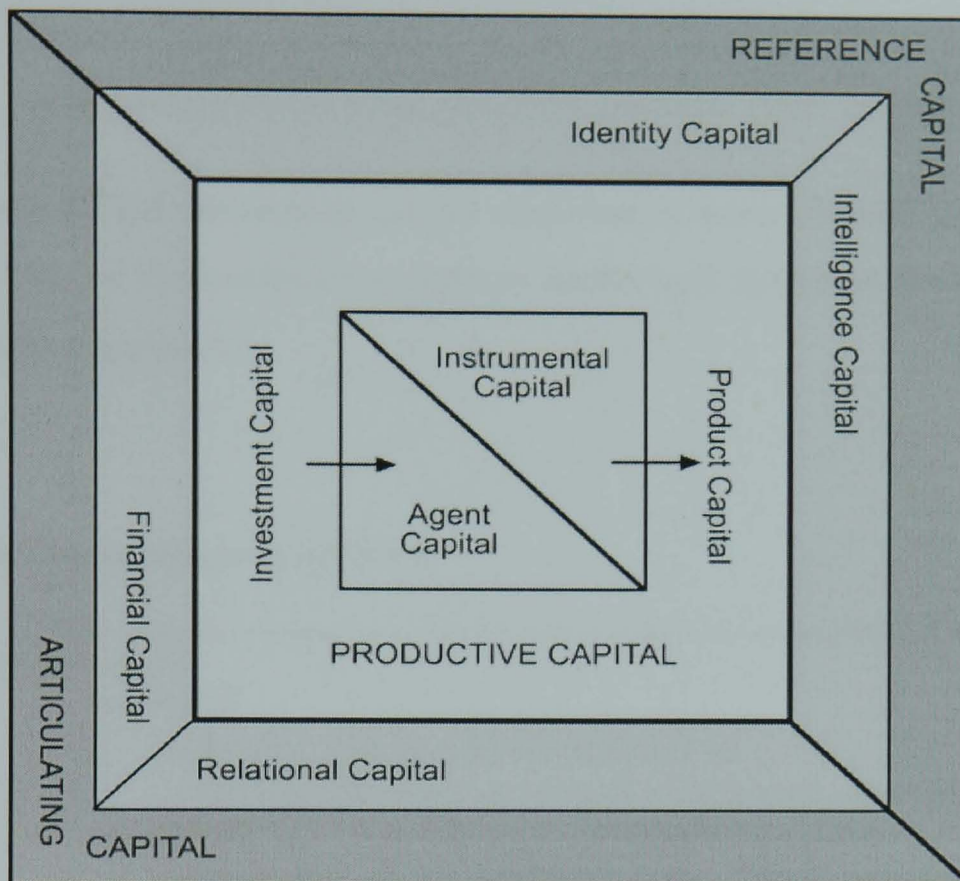 REFERENCE
CAPITAL
Identity Capital
Intelligence Capital
Instrumental
Capital
Investment Capital
Product Capital
Agent
Capital
Financial Capital
PRODUCTIVE CAPITAL
ARTICULATING
CAPITAL
Relational Capital